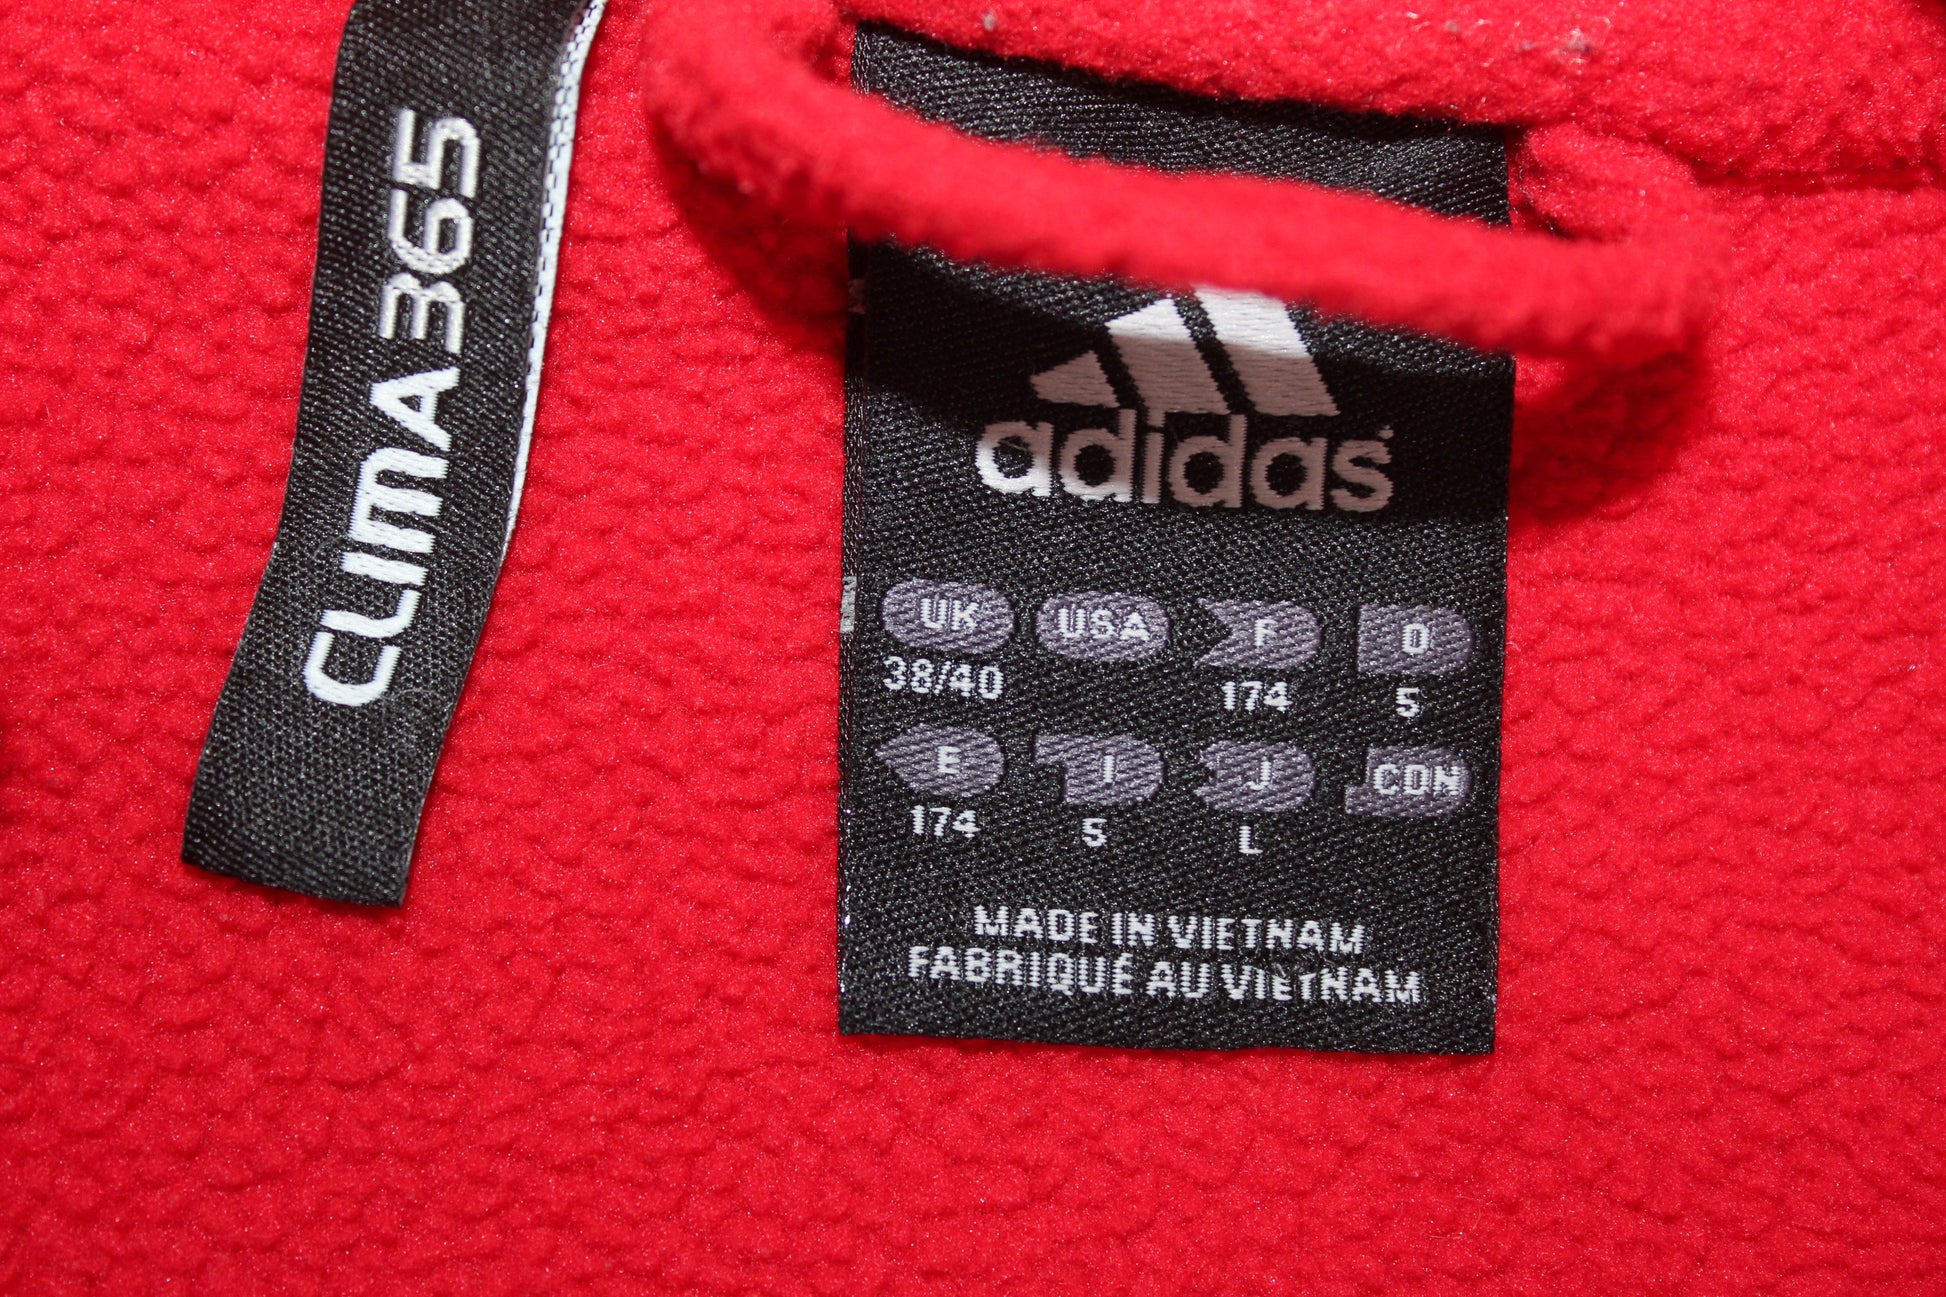 CLIMA365
adidas
UK USA F D
38/40 174 5
E I J CDN
174 5 L
MADE IN VIETNAM
FABRIQUÉ AU VIETNAM